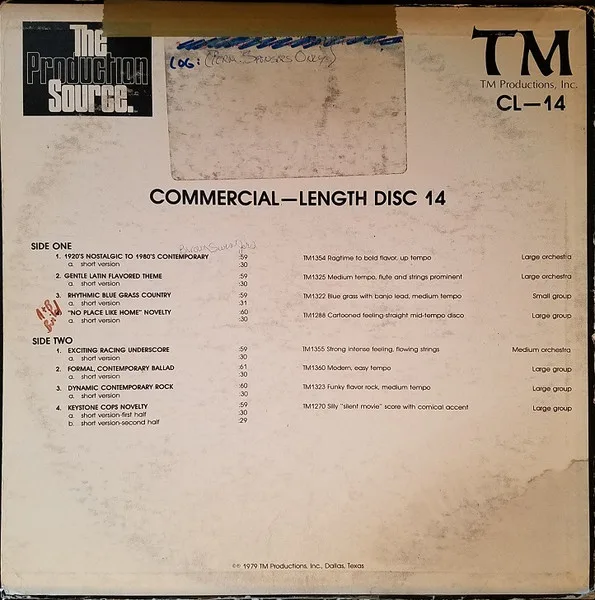 The
Production
Source.
LOG: (
TM
TM Productions, Inc.
CL—14
COMMERCIAL—LENGTH DISC 14
SIDE ONE
1. 1920'S NOSTALGIC TO 1980'S CONTEMPORARY :59 TM1354 Ragtime to bold flavor, up tempo Large orchestra
a. short version :30
2. GENTLE LATIN FLAVORED THEME :59 TM1325 Medium tempo, flute and strings prominent Large orchestra
a. short version :30
3. RHYTHMIC BLUE GRASS COUNTRY :59 TM1322 Blue grass with banjo lead, medium tempo Small group
a. short version :31
"NO PLACE LIKE HOME" NOVELTY :60 TM1288 Cartooned feeling-straight mid-tempo disco Large group
a. short version :30
SIDE TWO
1. EXCITING RACING UNDERSCORE :59 TM1355 Strong intense feeling, flowing strings Medium orchestra
a. short version :30
2. FORMAL, CONTEMPORARY BALLAD :61 TM1360 Modern, easy tempo Large group
a. short version :30
3. DYNAMIC CONTEMPORARY ROCK :60 TM1323 Funky flavor rock, medium tempo Large group
a. short version :30
4. KEYSTONE COPS NOVELTY :59 TM1270 Silly "silent movie" score with comical accent Large group
a. short version-first half :30
b. short version-second half :29
©℗ 1979 TM Productions, Inc., Dallas, Texas